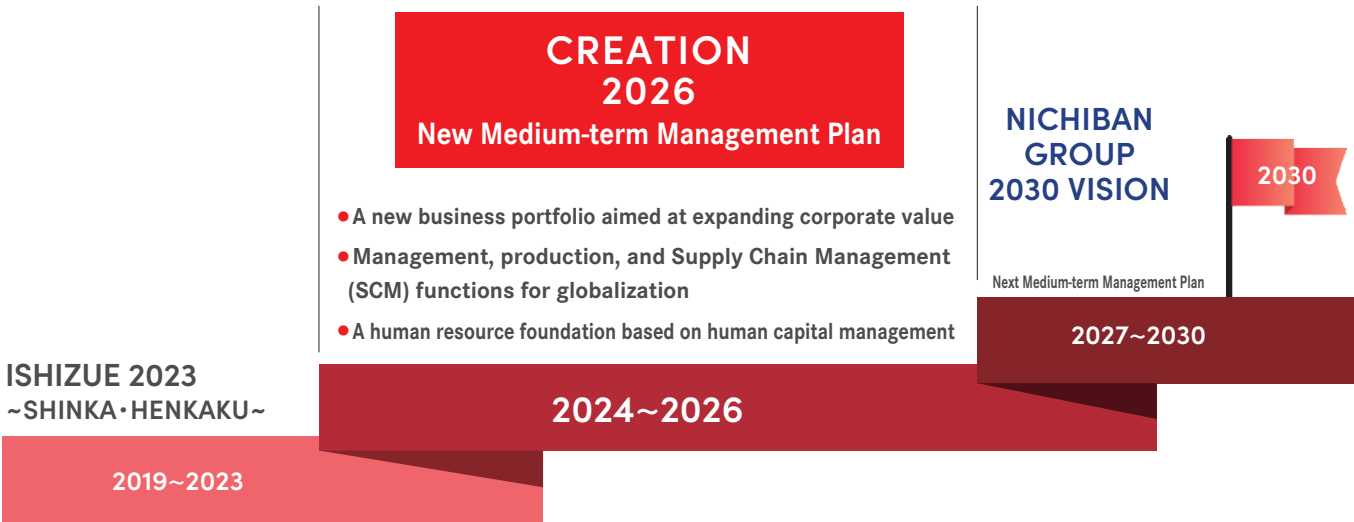 CREATION
2026
New Medium-term Management Plan
●A new business portfolio aimed at expanding corporate value
●Management, production, and Supply Chain Management
(SCM) functions for globalization
●A human resource foundation based on human capital management
NICHIBAN
GROUP
2030 VISION
2030
Next Medium-term Management Plan
2027~2030
ISHIZUE 2023
~SHINKA・HENKAKU~
2024~2026
2019~2023